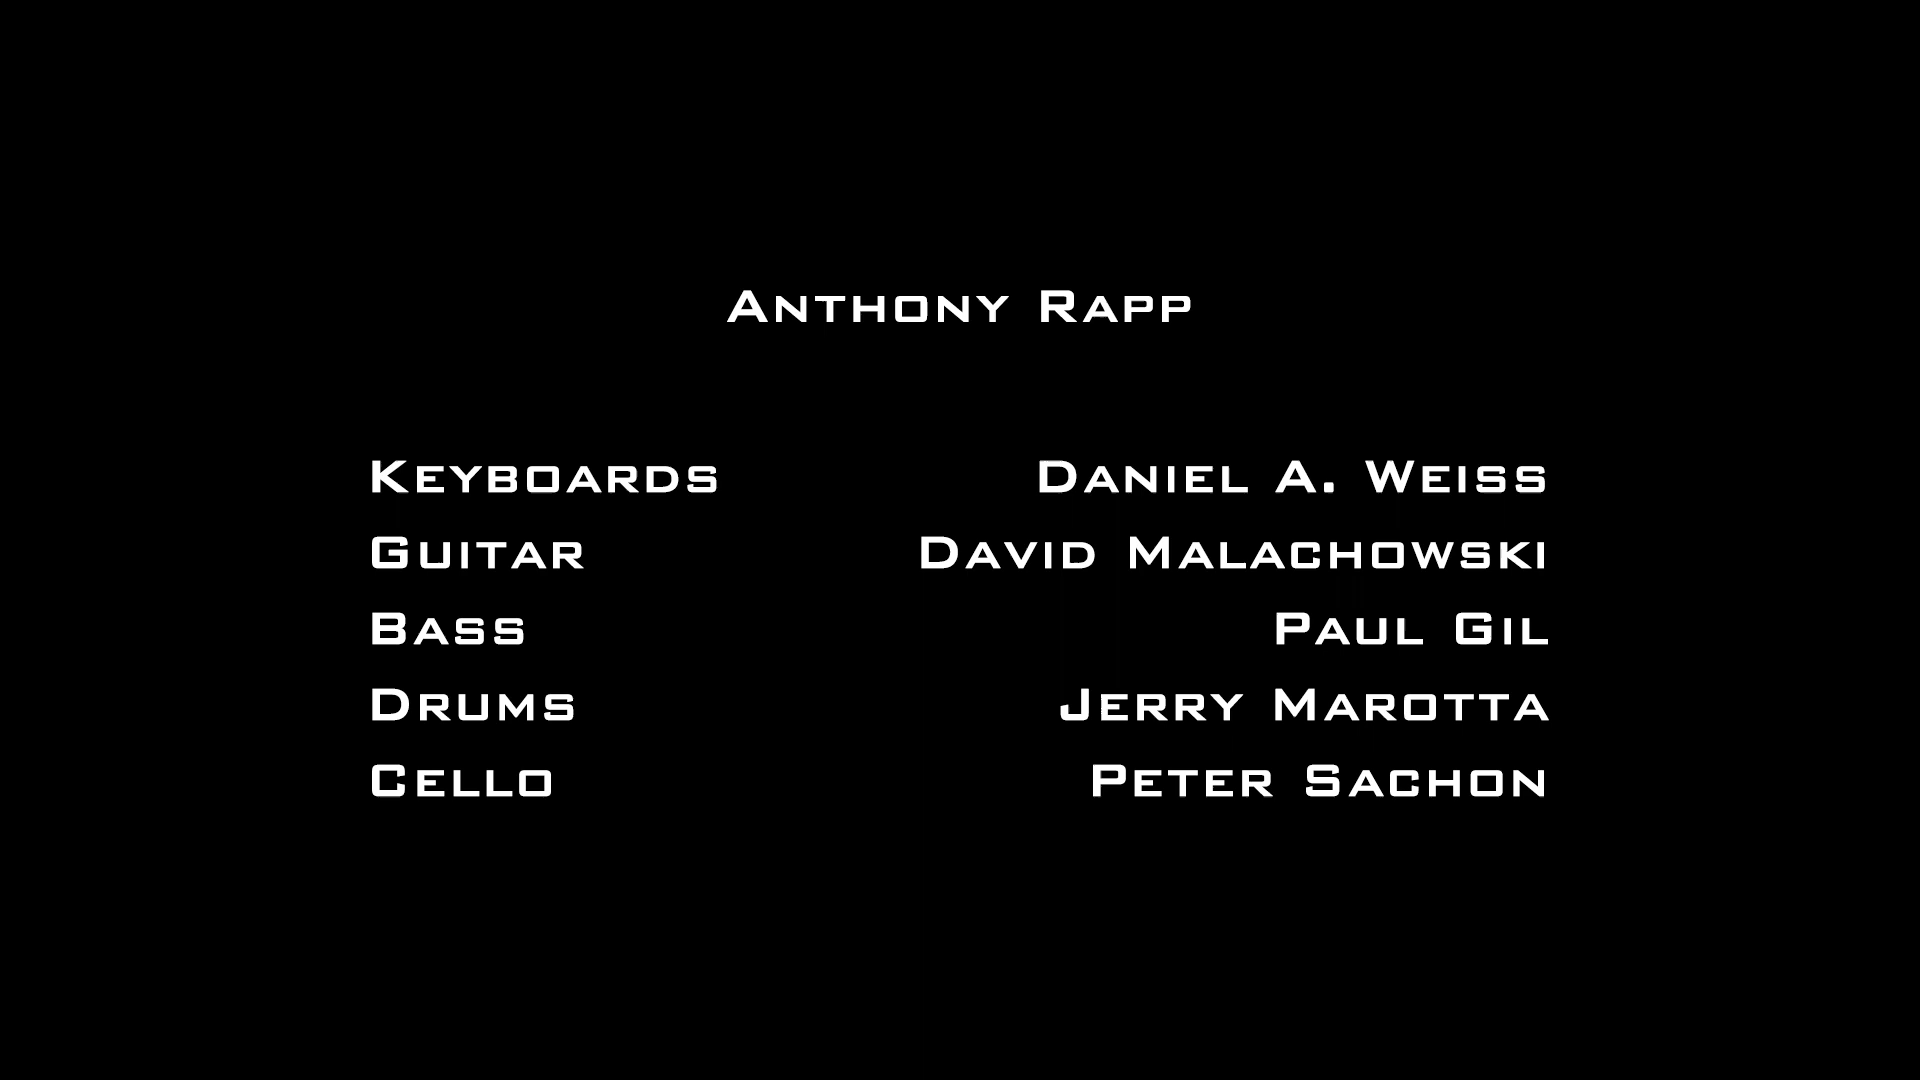 Anthony Rapp
Keyboards Daniel A. Weiss
Guitar David Malachowski
Bass Paul Gil
Drums Jerry Marotta
Cello Peter Sachon